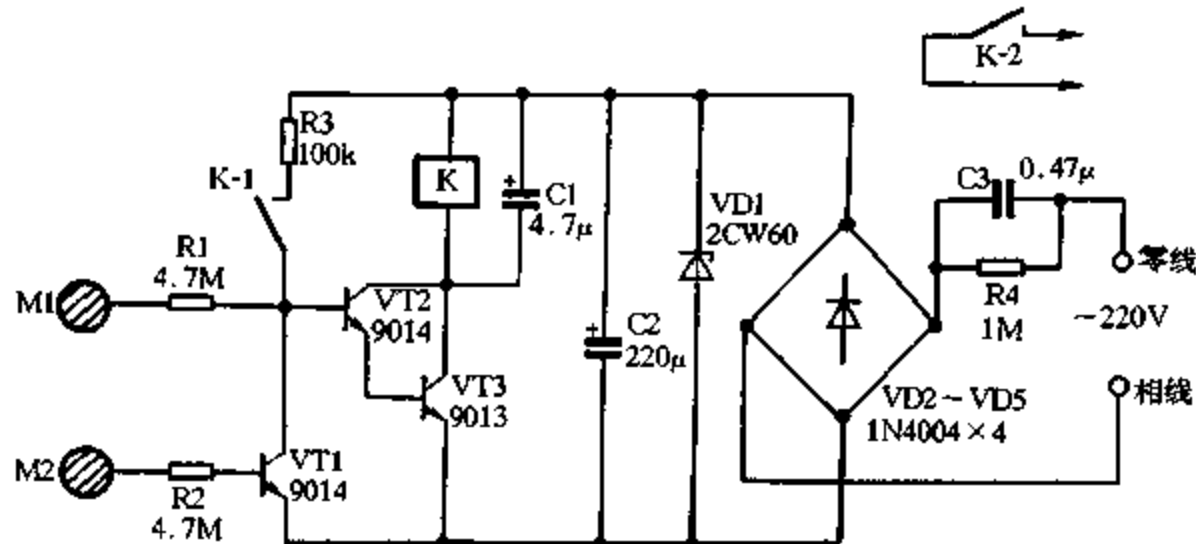 K-2
R3
100k
K-1
K
C1
4.7μ
VD1
2CW60
C3
0.47μ
R4
1M
零线
~220V
相线
M1
R1
4.7M
VT2
9014
C2
220μ
VT3
9013
VD2~VD5
1N4004×4
M2
R2
4.7M
VT1
9014
+
+